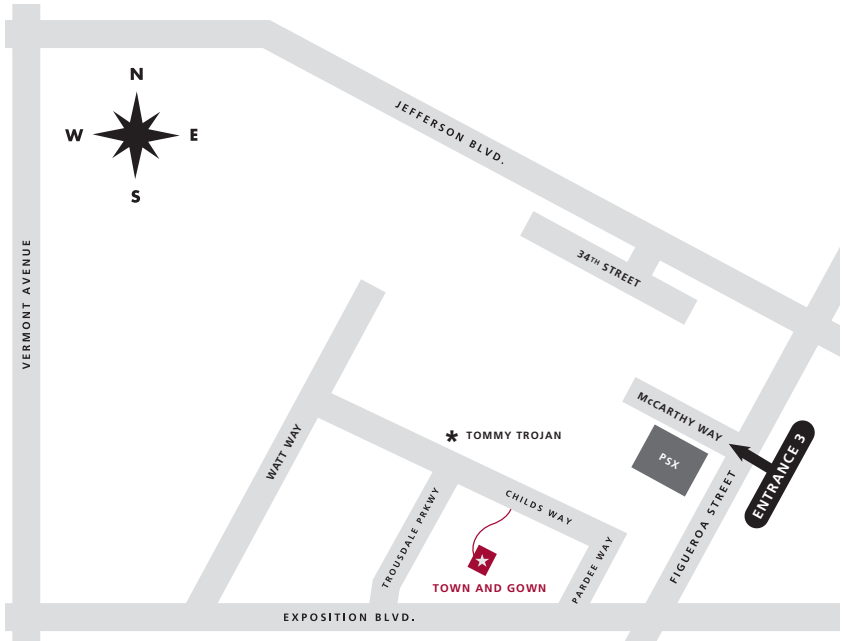 N
W E
S
JEFFERSON BLVD.
VERMONT AVENUE
34TH STREET
McCARTHY WAY
* TOMMY TROJAN
WATT WAY
PSX
ENTRANCE 3
CHILDS WAY
TROUSDALE PRKWY
FIGUEROA STREET
PARDEE WAY
TOWN AND GOWN
EXPOSITION BLVD.